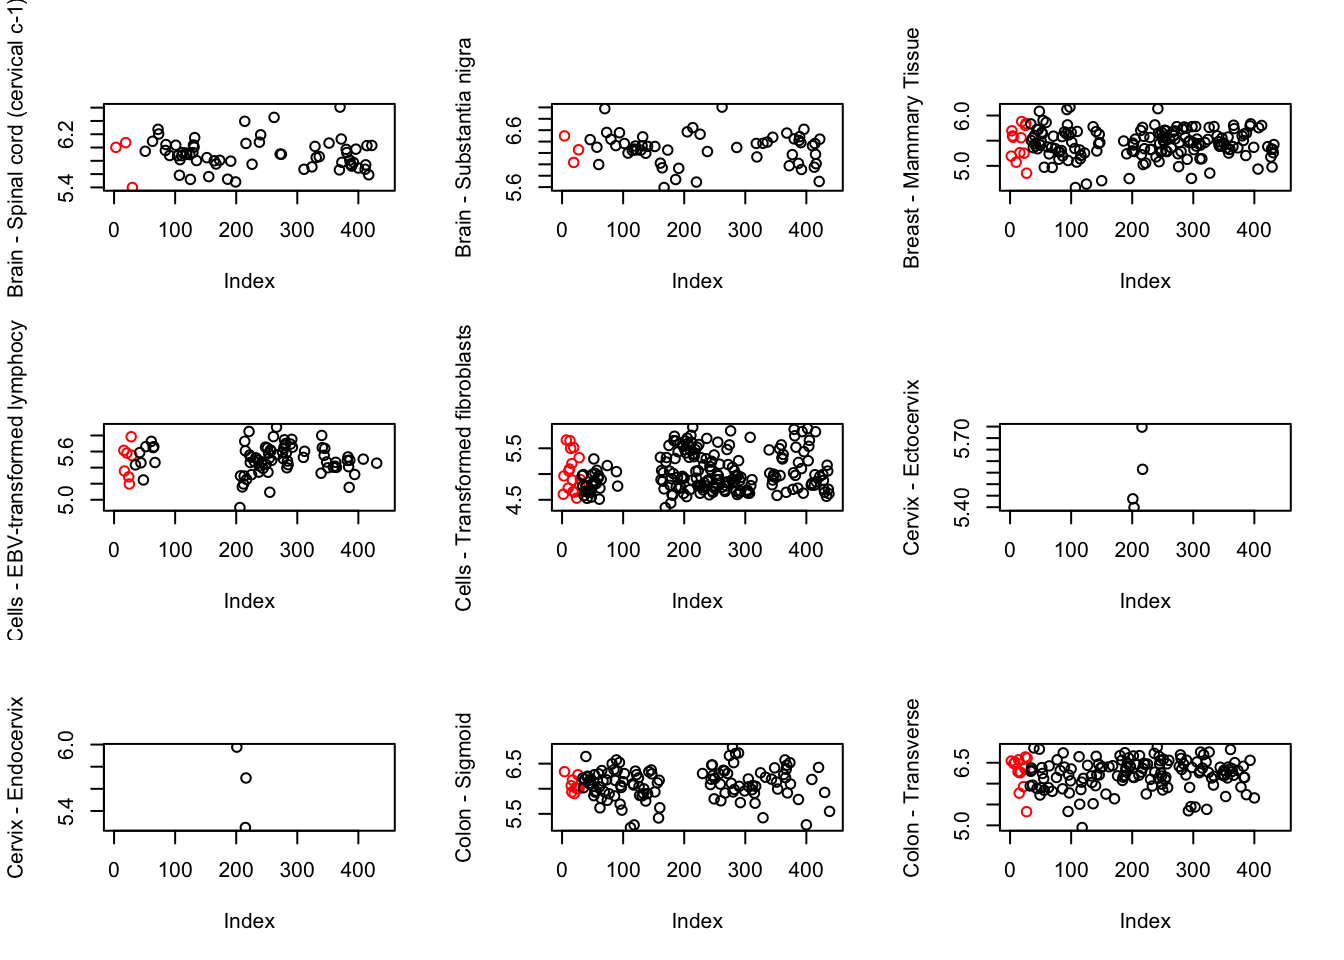 Brain - Spinal cord (cervical c-1)
5.4 6.2
0 100 200 300 400
Index
Brain - Substantia nigra
5.6 6.6
0 100 200 300 400
Index
Breast - Mammary Tissue
5.0 6.0
0 100 200 300 400
Index
Cells - EBV-transformed lymphocy
5.0 5.6
0 100 200 300 400
Index
Cells - Transformed fibroblasts
4.5 5.5
0 100 200 300 400
Index
Cervix - Ectocervix
5.40 5.70
0 100 200 300 400
Index
Cervix - Endocervix
5.4 6.0
0 100 200 300 400
Index
Colon - Sigmoid
5.5 6.5
0 100 200 300 400
Index
Colon - Transverse
5.0 6.5
0 100 200 300 400
Index